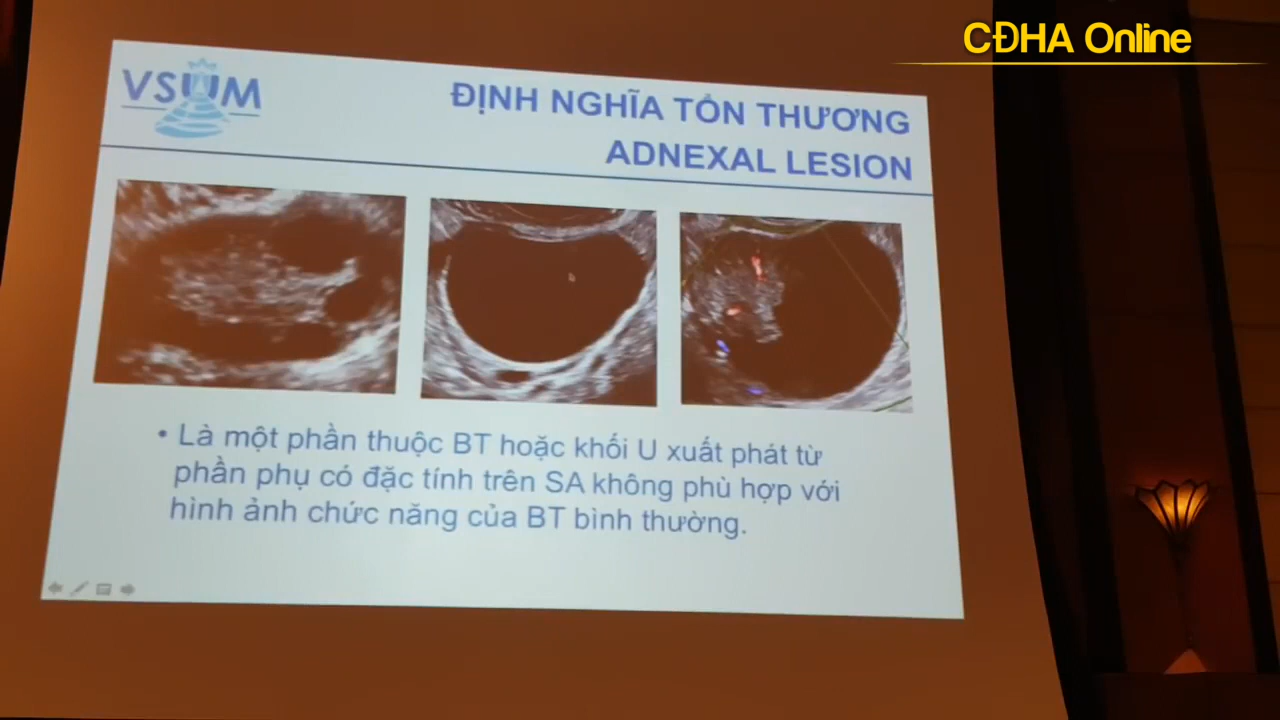 CĐHA Online
VSUM
ĐỊNH NGHĨA TỔN THƯƠNG
ADNEXAL LESION
• Là một phần thuộc BT hoặc khối U xuất phát từ
phần phụ có đặc tính trên SA không phù hợp với
hình ảnh chức năng của BT bình thường.